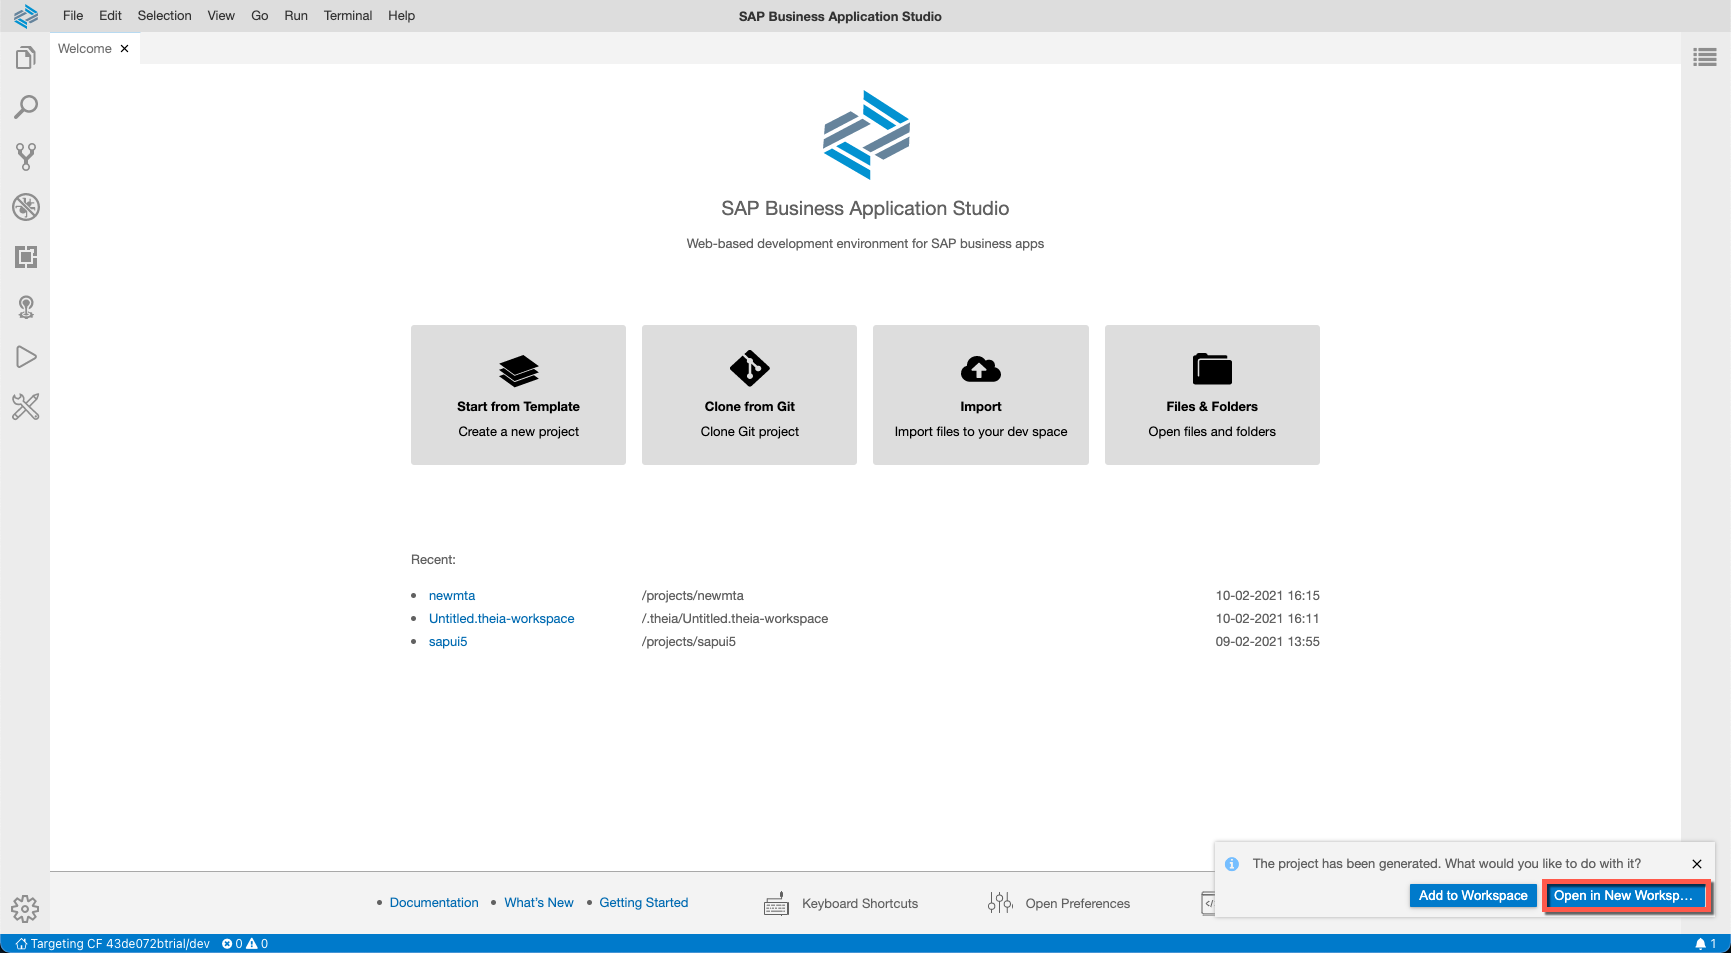 File Edit Selection View Go Run Terminal Help
SAP Business Application Studio
Welcome
SAP Business Application Studio
Web-based development environment for SAP business apps
Start from Template
Create a new project
Clone from Git
Clone Git project
Import
Import files to your dev space
Files & Folders
Open files and folders
Recent:
newmta /projects/newmta 10-02-2021 16:15
Untitled.theia-workspace /.theia/Untitled.theia-workspace 10-02-2021 16:11
sapui5 /projects/sapui5 09-02-2021 13:55
The project has been generated. What would you like to do with it?
Add to Workspace Open in New Worksp...
• Documentation • What's New • Getting Started Keyboard Shortcuts Open Preferences
Targeting CF 43de072btrial/dev 0 0 1